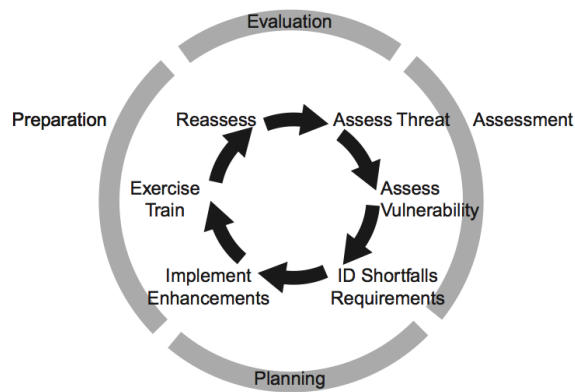 Evaluation
Preparation
Reassess
Assess Threat
Assessment
Exercise
Train
Assess
Vulnerability
Implement
Enhancements
ID Shortfalls
Requirements
Planning